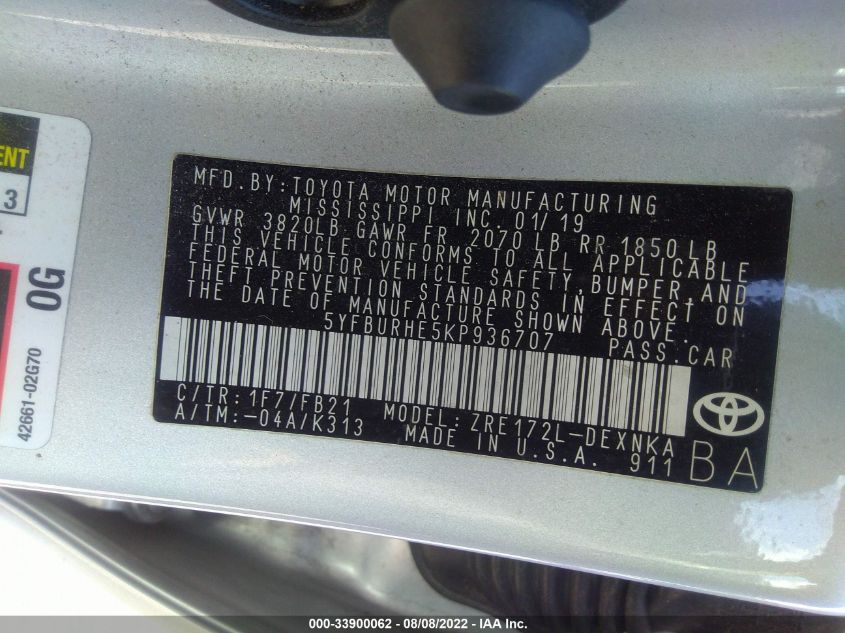 MFD.BY:TOYOTA MOTOR MANUFACTURING
MISSISSIPPI INC. 01/19
GVWR 3820LB GAWR FR 2070 LB RR 1850LB
THIS VEHICLE CONFORMS TO ALL APPLICABLE
FEDERAL MOTOR VEHICLE SAFETY,BUMPER,AND
THEFT PREVENTION STANDARDS IN EFFECT ON
THE DATE OF MANUFACTURE SHOWN ABOVE.
5YFBURHE5KP936707 PASS.CAR
C/TR:1F7/FB21 MODEL:ZRE172L-DEXNKA
A/TM:-04A/K313 MADE IN U.S.A. 911
BA
3
0G
42661-02G70
000-33900062 - 08/08/2022 - IAA Inc.